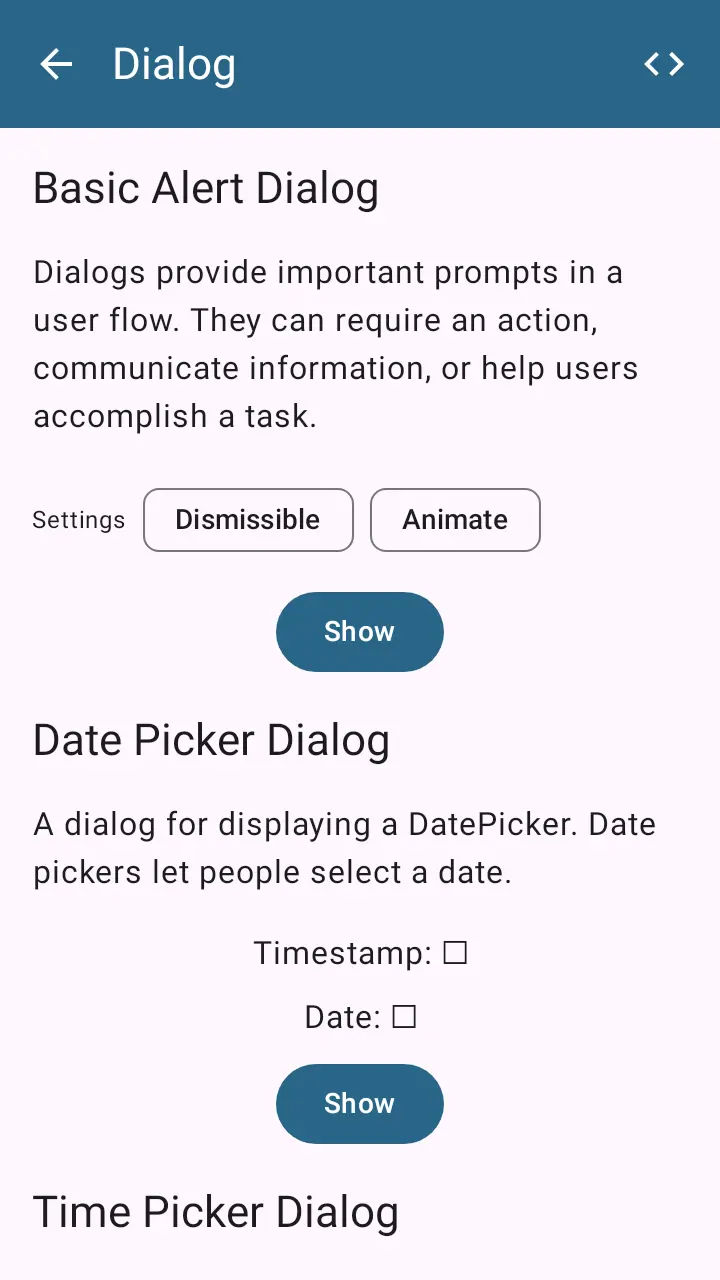 Dialog
Basic Alert Dialog
Dialogs provide important prompts in a
user flow. They can require an action,
communicate information, or help users
accomplish a task.
Settings Dismissible Animate
Show
Date Picker Dialog
A dialog for displaying a DatePicker. Date
pickers let people select a date.
Timestamp: ☐
Date: ☐
Show
Time Picker Dialog